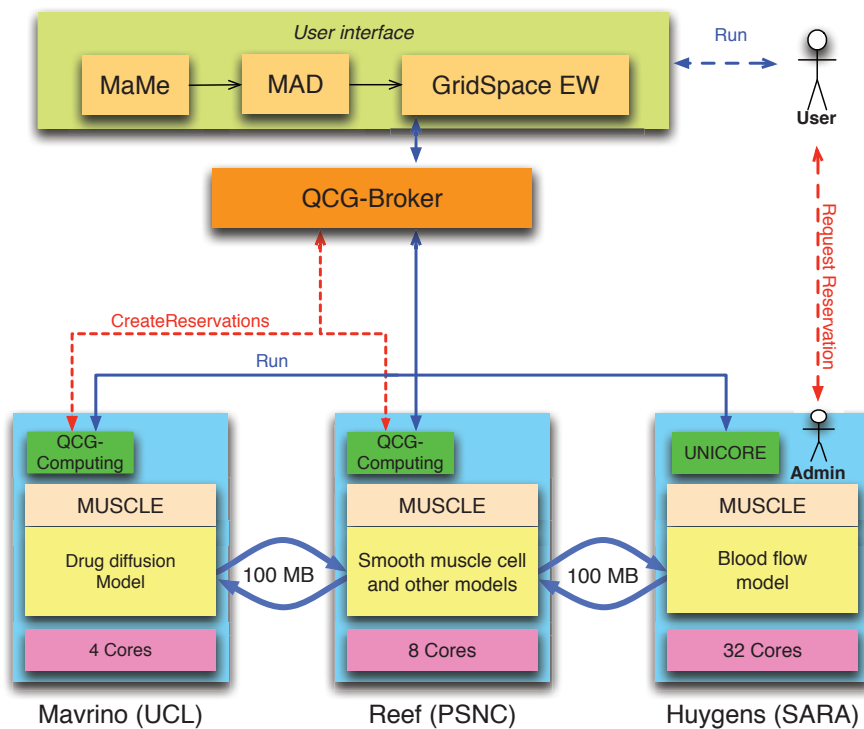 User interface
MaMe
MAD
GridSpace EW
Run
User
QCG-Broker
Request Reservation
CreateReservations
Run
QCG-
Computing
QCG-
Computing
UNICORE
Admin
MUSCLE
MUSCLE
MUSCLE
Drug diffusion
Model
100 MB
Smooth muscle cell
and other models
100 MB
Blood flow
model
4 Cores
8 Cores
32 Cores
Mavrino (UCL)
Reef (PSNC)
Huygens (SARA)